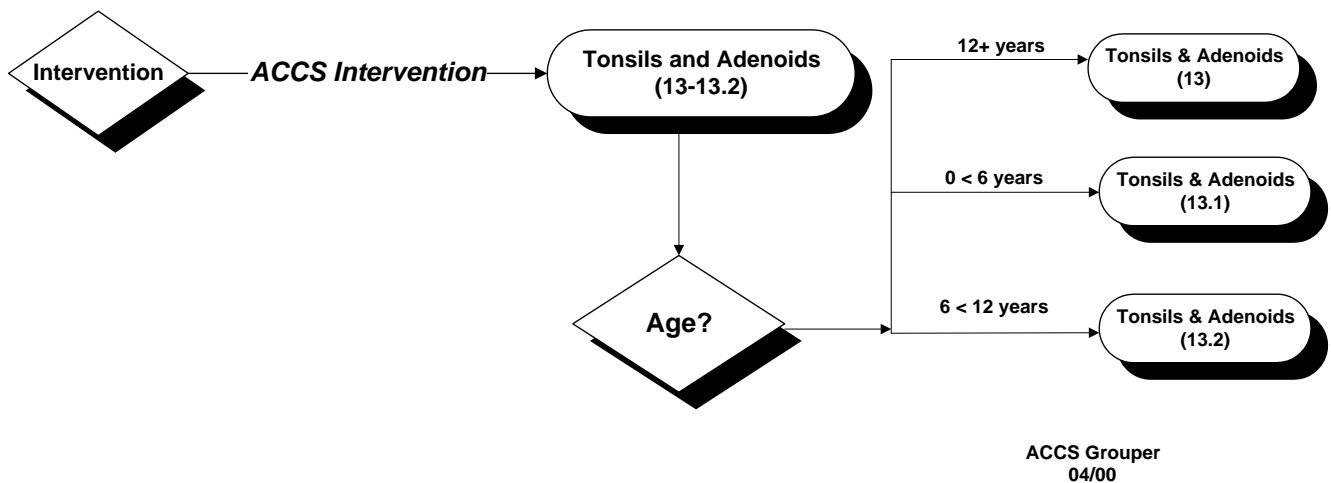 Intervention
ACCS Intervention
Tonsils and Adenoids
(13-13.2)
Age?
12+ years
Tonsils & Adenoids
(13)
0 < 6 years
Tonsils & Adenoids
(13.1)
6 < 12 years
Tonsils & Adenoids
(13.2)
ACCS Grouper
04/00